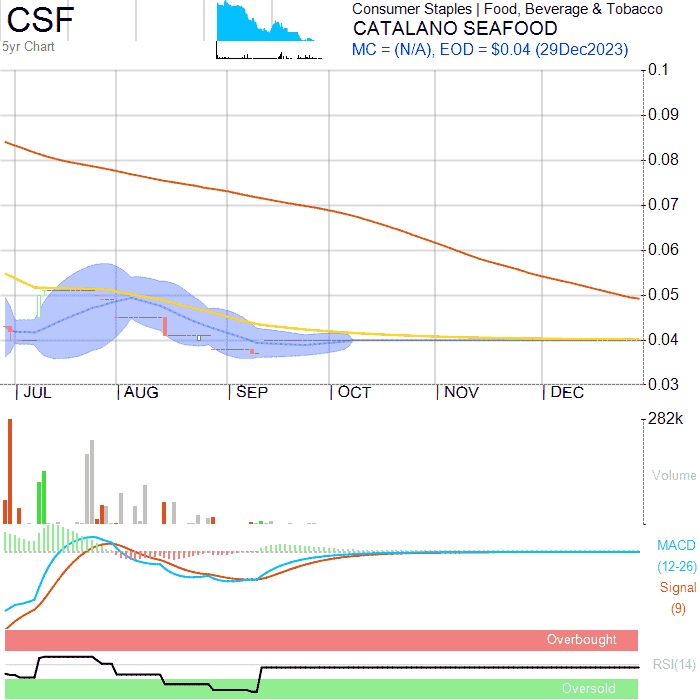 CSF
5yr Chart
Consumer Staples | Food, Beverage & Tobacco
CATALANO SEAFOOD
MC = (N/A), EOD = $0.04 (29Dec2023)
0.1
0.09
0.08
0.07
0.06
0.05
0.04
0.03
JUL AUG SEP OCT NOV DEC
282k
Volume
MACD
(12-26)
Signal
(9)
Overbought
RSI(14)
Oversold